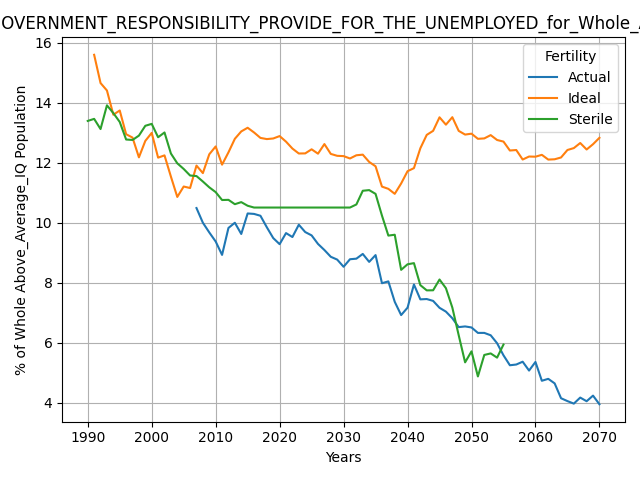 OVERNMENT_RESPONSIBILITY_PROVIDE_FOR_THE_UNEMPLOYED_for_Whole_A
16
14
12
10
8
6
4
% of Whole Above_Average_IQ Population
Fertility
Actual
Ideal
Sterile
1990 2000 2010 2020 2030 2040 2050 2060 2070
Years